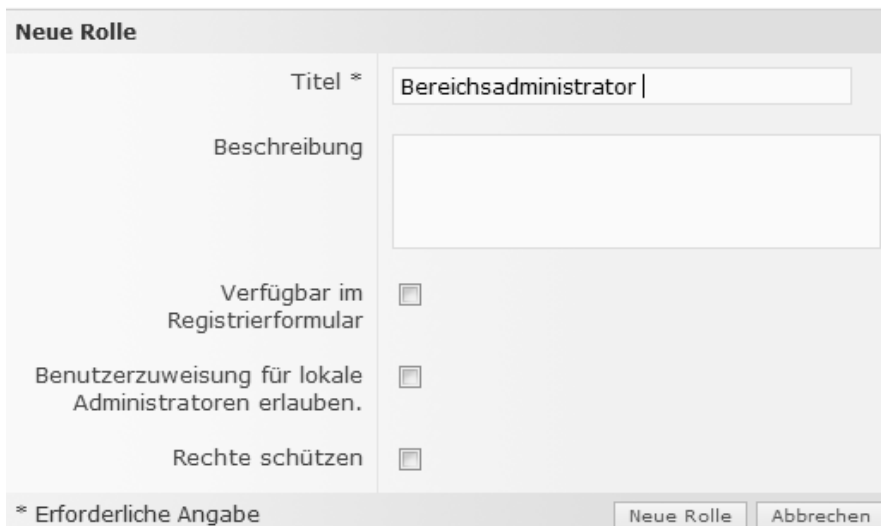 Neue Rolle
Titel *
Bereichsadministrator
Beschreibung
Verfügbar im
Registrierformular
Benutzerzuweisung für lokale
Administratoren erlauben.
Rechte schützen
* Erforderliche Angabe
Neue Rolle
Abbrechen